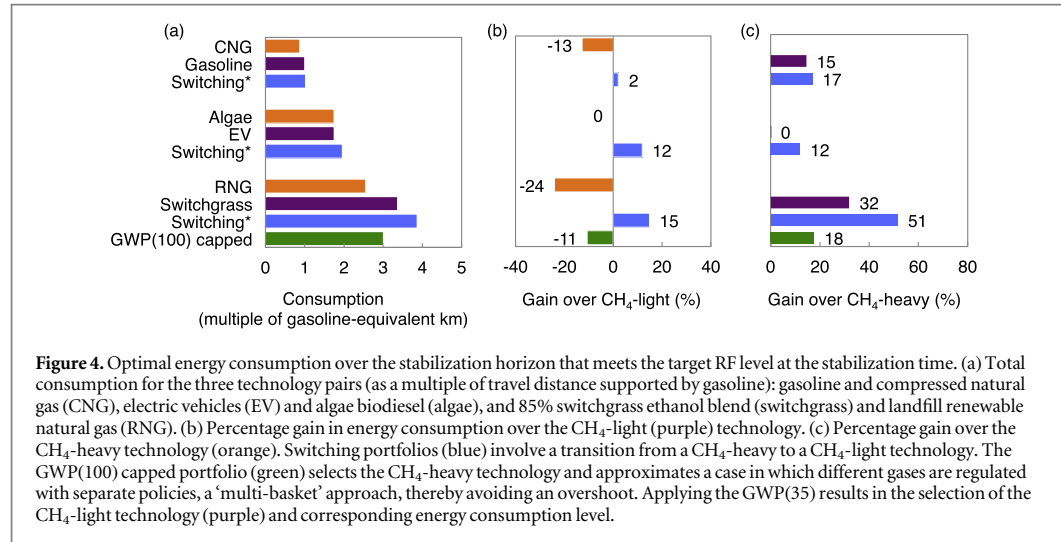 (a)
CNG
Gasoline
Switching*
Algae
EV
Switching*
RNG
Switchgrass
Switching*
GWP(100) capped
0 1 2 3 4 5
Consumption
(multiple of gasoline-equivalent km)
(b)
-13
2
0
12
-24
15
-11
-40 -20 0 20 40
Gain over CH₄-light (%)
(c)
15
17
0
12
32
51
18
0 20 40 60 80
Gain over CH₄-heavy (%)
Figure 4. Optimal energy consumption over the stabilization horizon that meets the target RF level at the stabilization time. (a) Total
consumption for the three technology pairs (as a multiple of travel distance supported by gasoline): gasoline and compressed natural
gas (CNG), electric vehicles (EV) and algae biodiesel (algae), and 85% switchgrass ethanol blend (switchgrass) and landfill renewable
natural gas (RNG). (b) Percentage gain in energy consumption over the CH₄-light (purple) technology. (c) Percentage gain over the
CH₄-heavy technology (orange). Switching portfolios (blue) involve a transition from a CH₄-heavy to a CH₄-light technology. The
GWP(100) capped portfolio (green) selects the CH₄-heavy technology and approximates a case in which different gases are regulated
with separate policies, a ‘multi-basket’ approach, thereby avoiding an overshoot. Applying the GWP(35) results in the selection of the
CH₄-light technology (purple) and corresponding energy consumption level.